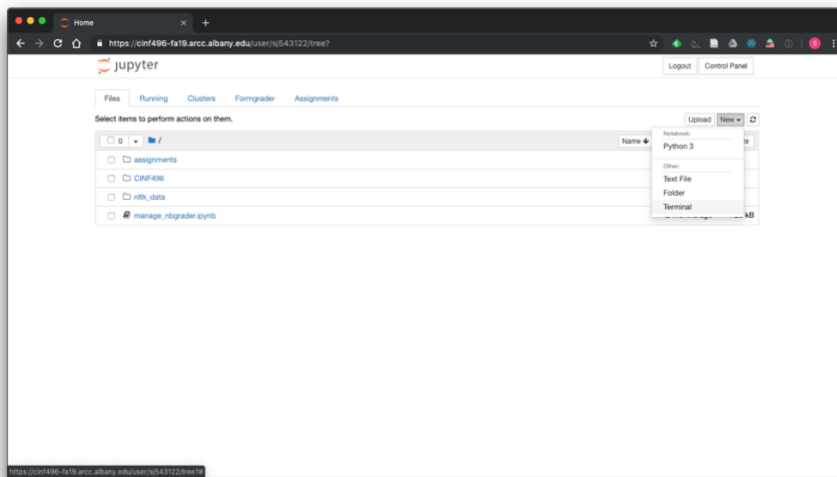 Home
https://cinf496-fa19.arcc.albany.edu/user/sj543122/tree?
jupyter
Logout Control Panel
Files Running Clusters Formgrader Assignments
Select items to perform actions on them.
Upload New
0 /
Name
Notebook:
Python 3
Other:
Text File
Folder
Terminal
assignments
CINF496
nltk_data
manage_nbgrader.ipynb
kB
https://cinf496-fa19.arcc.albany.edu/user/sj543122/tree?#